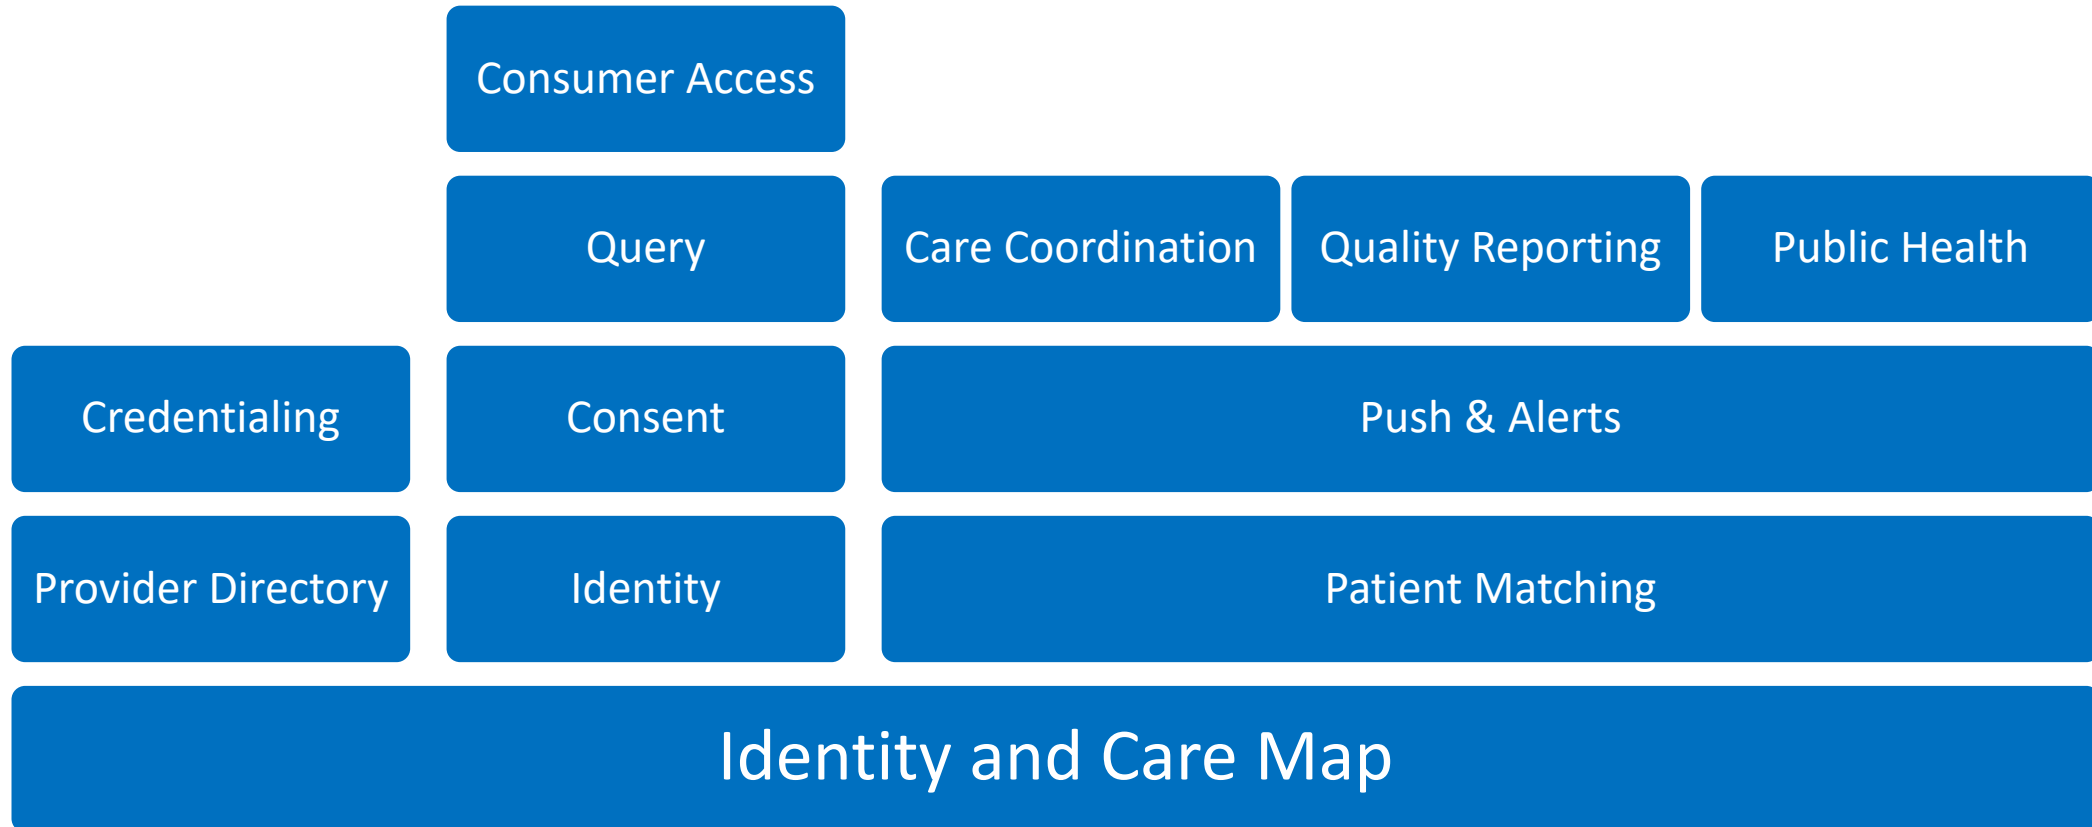 Consumer Access
Query
Care Coordination
Quality Reporting
Public Health
Credentialing
Consent
Push & Alerts
Provider Directory
Identity
Patient Matching
Identity and Care Map